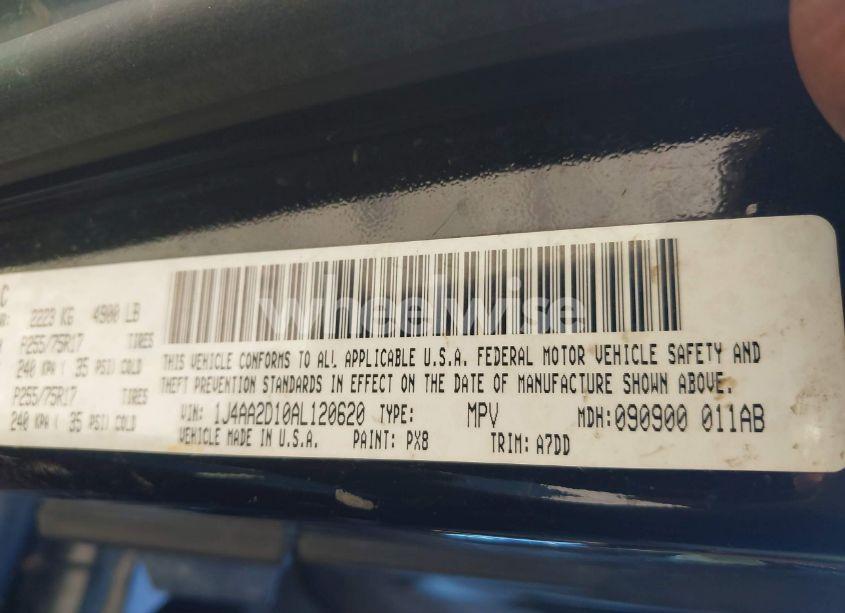 C
2223 KG 4900 LB
P255/75R17 TIRES
240 KPA ( 35 PSI) COLD
P255/75R17 TIRES
240 KPA ( 35 PSI) COLD
wheelwise
THIS VEHICLE CONFORMS TO ALL APPLICABLE U.S.A. FEDERAL MOTOR VEHICLE SAFETY AND
THEFT PREVENTION STANDARDS IN EFFECT ON THE DATE OF MANUFACTURE SHOWN ABOVE.
VIN: 1J4AA2D10AL120620 TYPE: MPV MDH: 090900 011AB
VEHICLE MADE IN U.S.A. PAINT: PX8 TRIM: A7DD